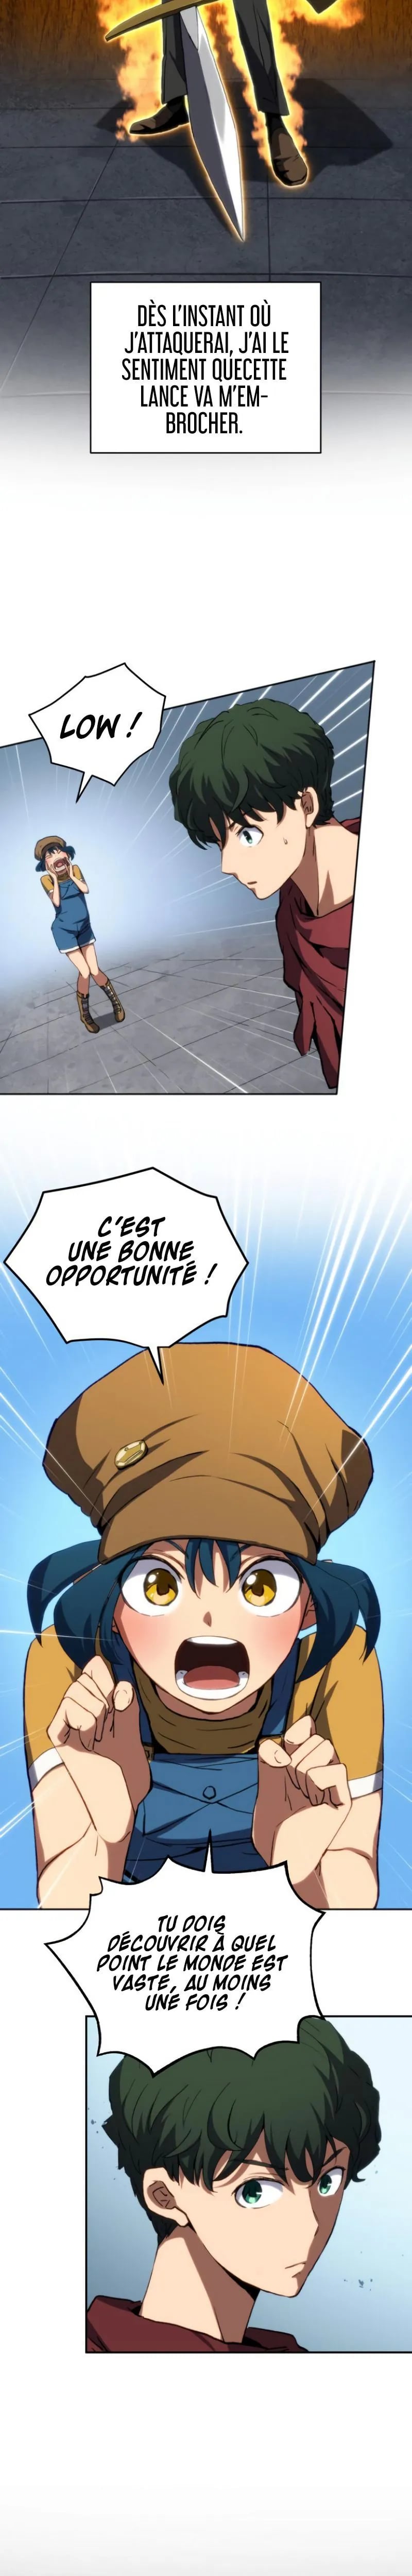 DÈS L'INSTANT OÙ
J'ATTAQUERAI, J'AI LE
SENTIMENT QUECETTE
LANCE VA M'EM-
BROCHER.
LOW !
C'EST
UNE BONNE
OPPORTUNITÉ !
TU DOIS
DÉCOUVRIR À QUEL
POINT LE MONDE EST
VASTE, AU MOINS
UNE FOIS !